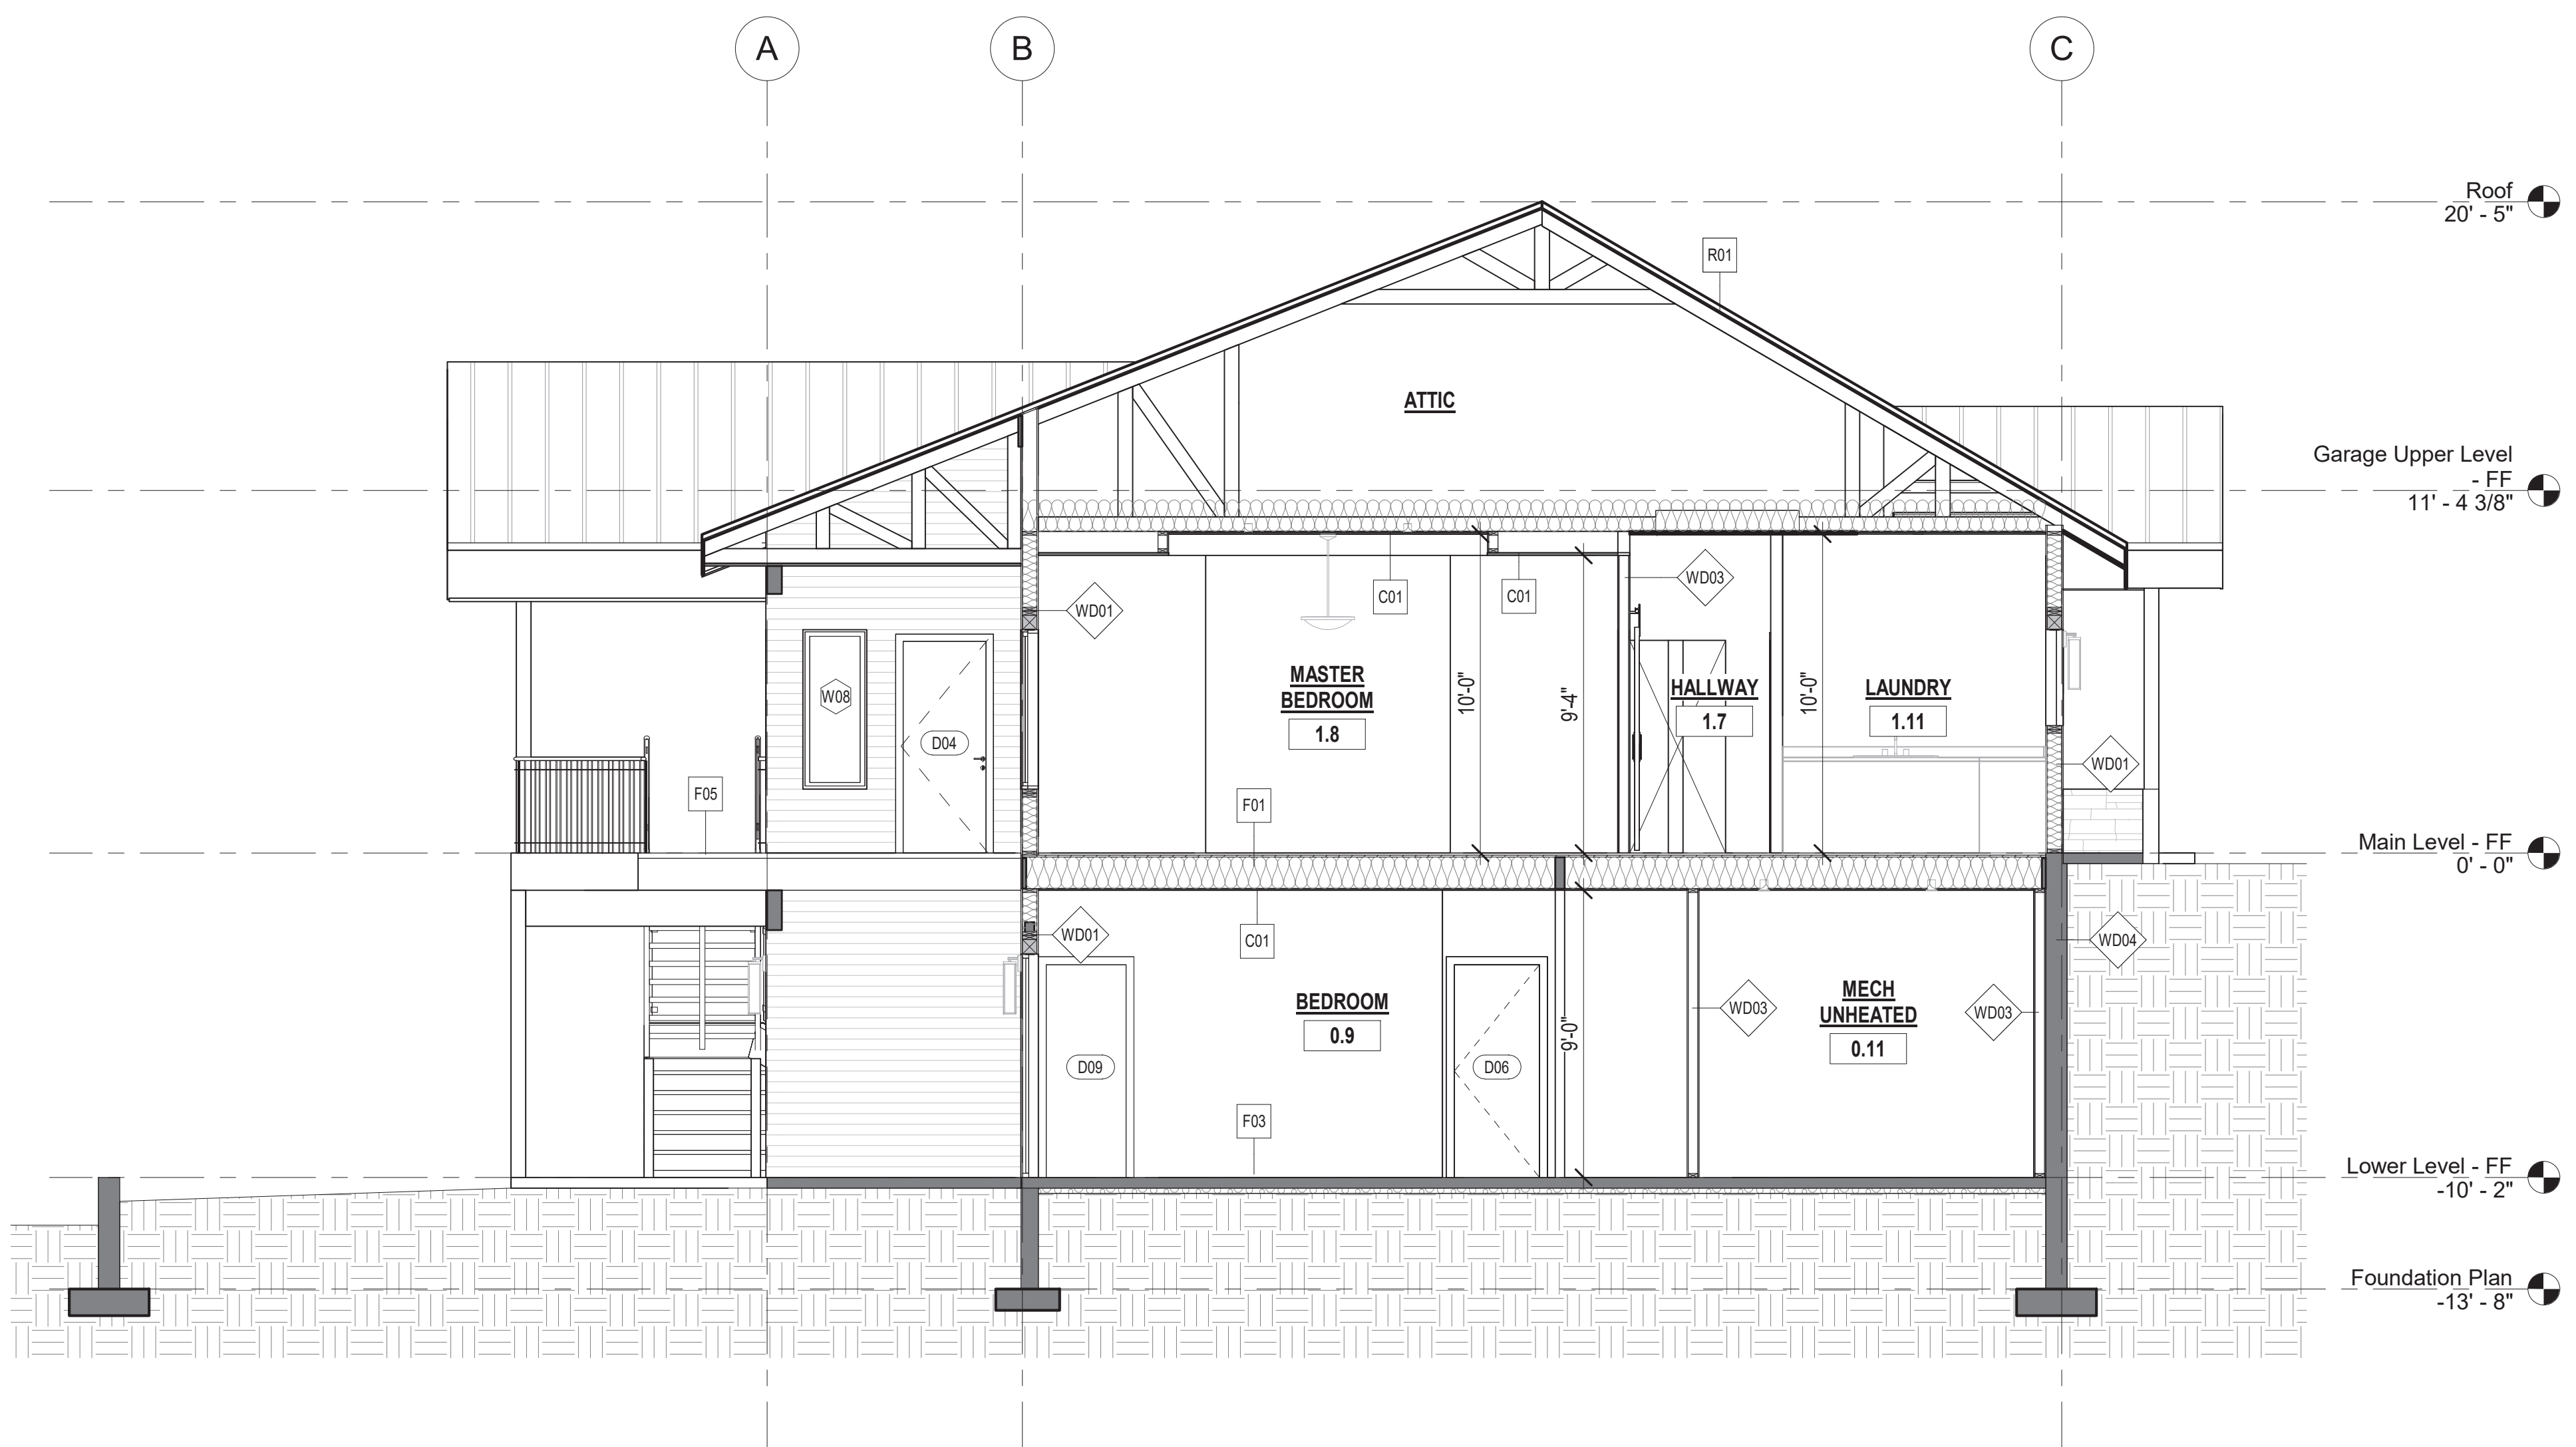 A
B
C
Roof
20' - 5"
R01
ATTIC
Garage Upper Level
- FF
11' - 4 3/8"
WD01
C01
C01
WD03
W08
D04
MASTER
BEDROOM
1.8
10'-0"
9'-4"
HALLWAY
1.7
10'-0"
LAUNDRY
1.11
WD01
F05
F01
Main Level - FF
0' - 0"
WD01
C01
WD04
BEDROOM
0.9
9'-0"
WD03
MECH
UNHEATED
0.11
WD03
D09
D06
F03
Lower Level - FF
-10' - 2"
Foundation Plan
-13' - 8"